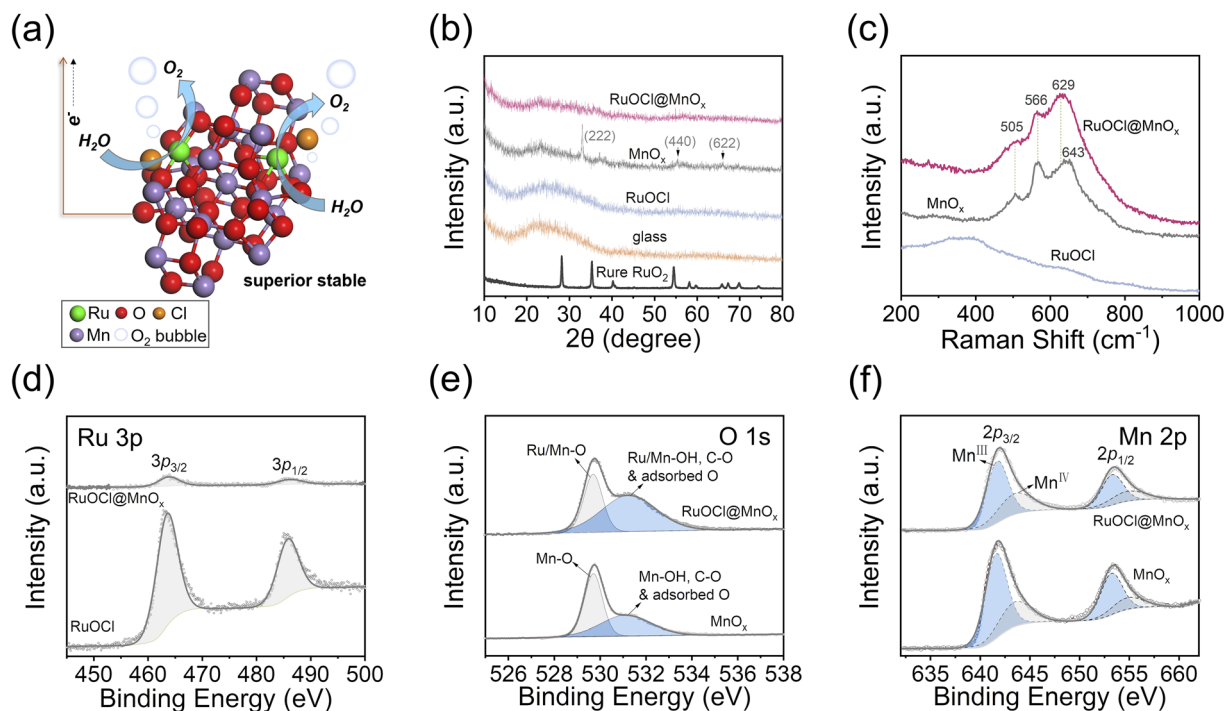 (a)
O₂
O₂
e⁻
H₂O
H₂O
superior stable
Ru O Cl
Mn O₂ bubble
(b)
Intensity (a.u.)
RuOCl@MnOₓ
(222)
(440)
(622)
MnOₓ
RuOCl
glass
Rure RuO₂
10 20 30 40 50 60 70 80
2θ (degree)
(c)
Intensity (a.u.)
629
566
505
RuOCl@MnOₓ
643
MnOₓ
RuOCl
200 400 600 800 1000
Raman Shift (cm⁻¹)
(d)
Intensity (a.u.)
Ru 3p
3p₃/₂
3p₁/₂
RuOCl@MnOₓ
RuOCl
450 460 470 480 490 500
Binding Energy (eV)
(e)
Intensity (a.u.)
O 1s
Ru/Mn-O
Ru/Mn-OH, C-O
& adsorbed O
RuOCl@MnOₓ
Mn-O
Mn-OH, C-O
& adsorbed O
MnOₓ
526 528 530 532 534 536 538
Binding Energy (eV)
(f)
Intensity (a.u.)
Mn 2p
2p₃/₂
Mnᴵᴵᴵ
Mnᴵⱽ
2p₁/₂
RuOCl@MnOₓ
MnOₓ
635 640 645 650 655 660
Binding Energy (eV)